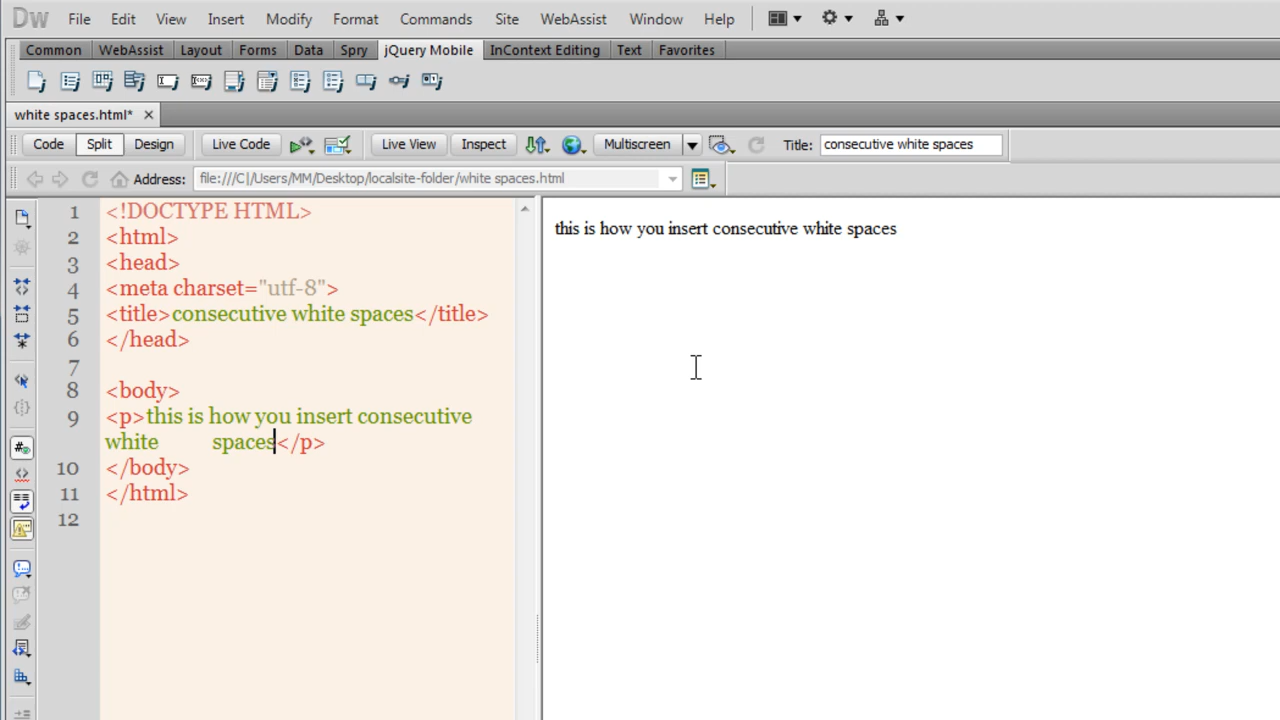 Dw File Edit View Insert Modify Format Commands Site WebAssist Window Help
Common WebAssist Layout Forms Data Spry jQuery Mobile InContext Editing Text Favorites
white spaces.html*
Code Split Design Live Code Live View Inspect Multiscreen Title: consecutive white spaces
Address: file:///C|/Users/MM/Desktop/localsite-folder/white spaces.html
1 <!DOCTYPE HTML>
2 <html>
3 <head>
4 <meta charset="utf-8">
5 <title>consecutive white spaces</title>
6 </head>
7
8 <body>
9 <p>this is how you insert consecutive
white          spaces</p>
10 </body>
11 </html>
12
this is how you insert consecutive white spaces